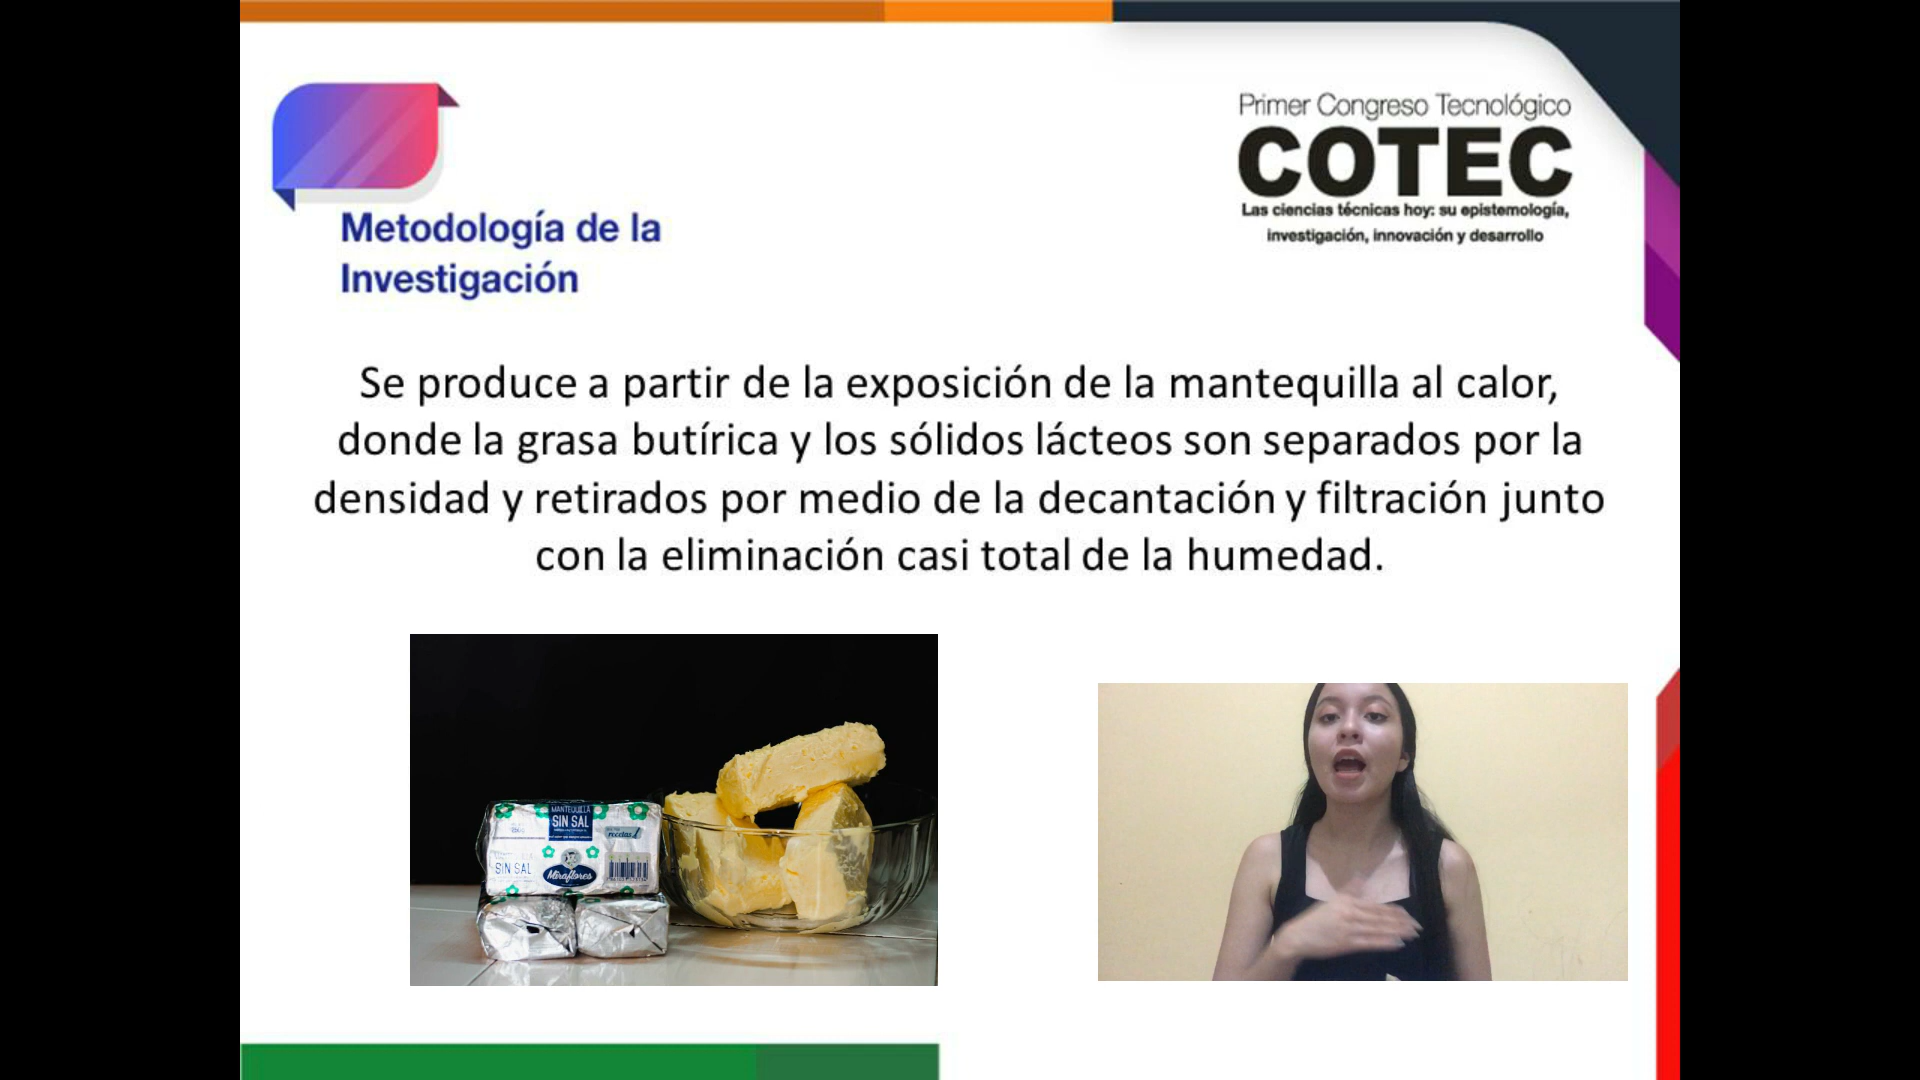 Primer Congreso Tecnológico
COTEC
Las ciencias técnicas hoy: su epistemología,
investigación, innovación y desarrollo
Metodología de la
Investigación
Se produce a partir de la exposición de la mantequilla al calor,
donde la grasa butírica y los sólidos lácteos son separados por la
densidad y retirados por medio de la decantación y filtración junto
con la eliminación casi total de la humedad.
MANTEQUILLA
SIN SAL
recetas
SIN SAL
Miraflores